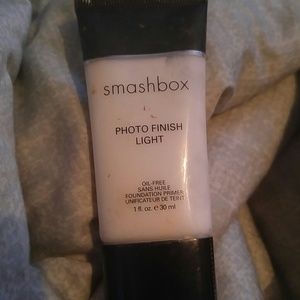 smashbox
PHOTO FINISH
LIGHT
OIL-FREE
SANS HUILE
FOUNDATION PRIMER
UNIFICATEUR DE TEINT
1 fl. oz. e 30 ml